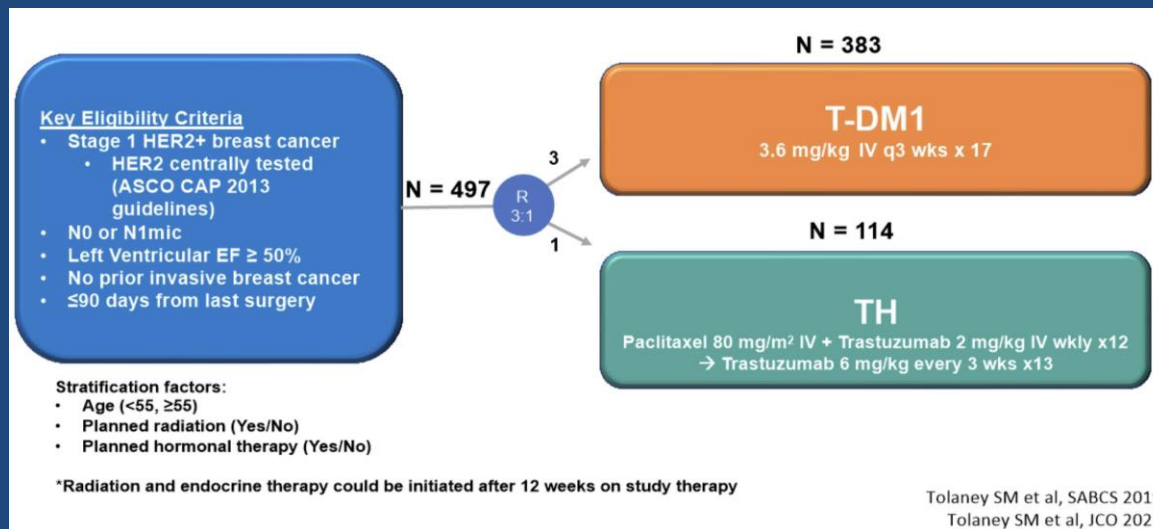 Key Eligibility Criteria
• Stage 1 HER2+ breast cancer
• HER2 centrally tested
(ASCO CAP 2013
guidelines)
• N0 or N1mic
• Left Ventricular EF ≥ 50%
• No prior invasive breast cancer
• ≤90 days from last surgery
N = 497
R
3:1
3
1
N = 383
T-DM1
3.6 mg/kg IV q3 wks x 17
N = 114
TH
Paclitaxel 80 mg/m² IV + Trastuzumab 2 mg/kg IV wkly x12
→ Trastuzumab 6 mg/kg every 3 wks x13
Stratification factors:
• Age (<55, ≥55)
• Planned radiation (Yes/No)
• Planned hormonal therapy (Yes/No)
*Radiation and endocrine therapy could be initiated after 12 weeks on study therapy
Tolaney SM et al, SABCS 201
Tolaney SM et al, JCO 202